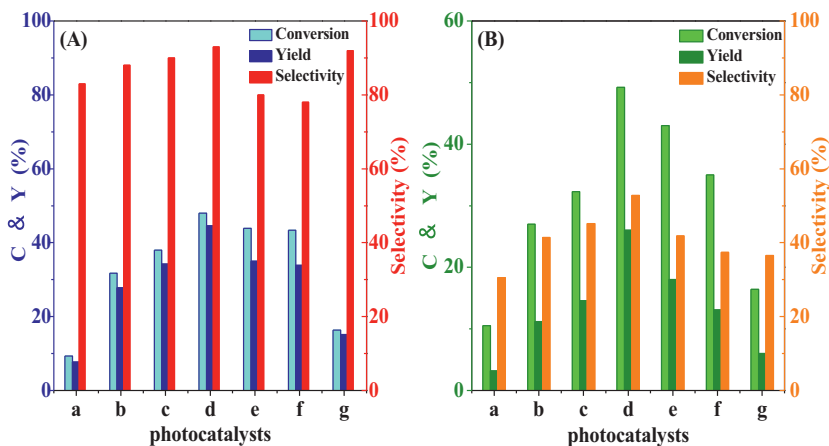 (A)
Conversion
Yield
Selectivity
C & Y (%)
100
80
60
40
20
0
Selectivity (%)
100
80
60
40
20
0
a b c d e f g
photocatalysts
(B)
Conversion
Yield
Selectivity
C & Y (%)
60
40
20
0
Selectivity (%)
100
80
60
40
20
0
a b c d e f g
photocatalysts